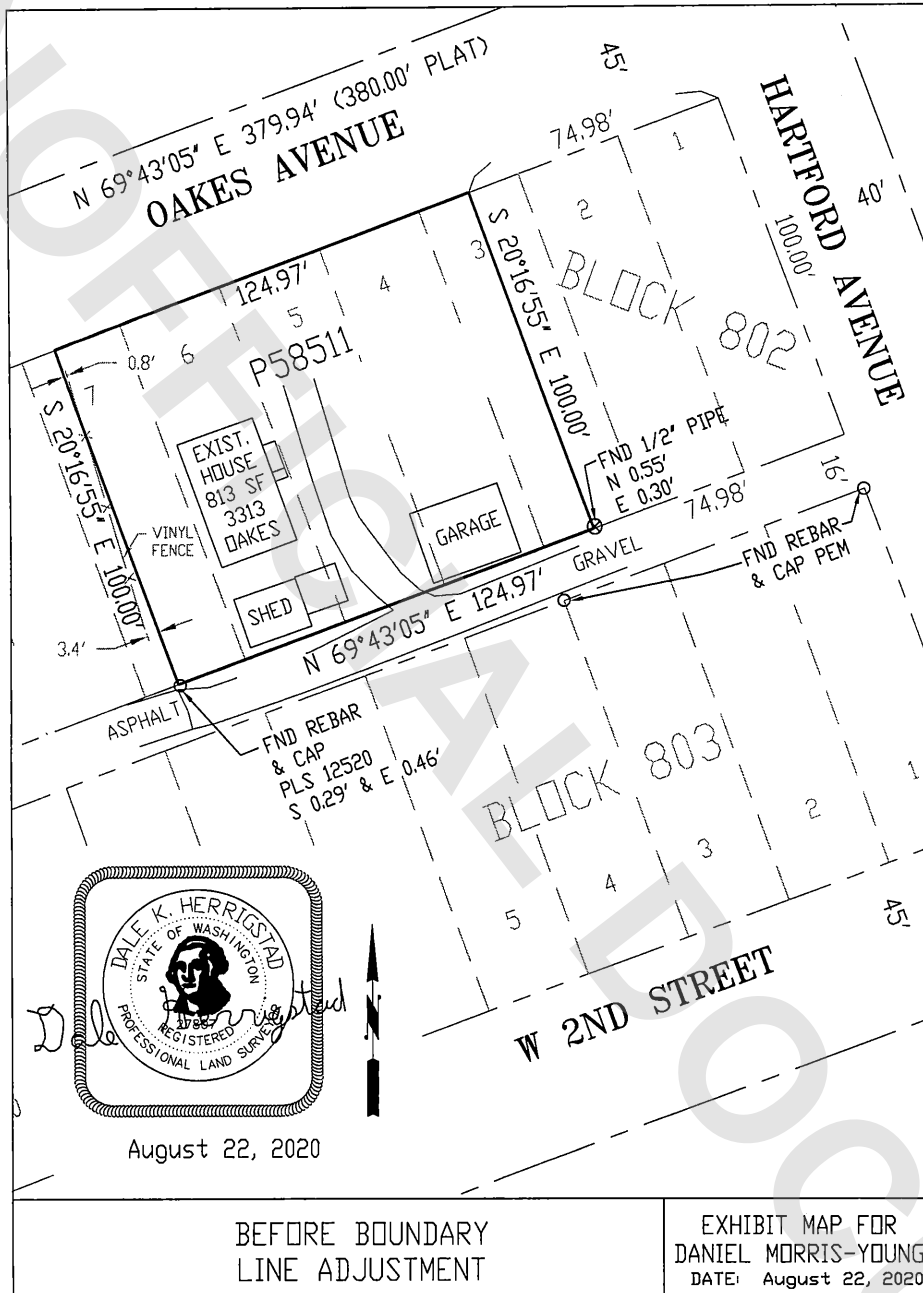 N 69°43'05" E 379.94' (380.00' PLAT)
OAKES AVENUE
45'
HARTFORD AVENUE
40'
74.98'
1
2
3
4
5
6
7
100.00'
BLOCK 802
124.97'
0.8'
P58511
S 20°16'55" E 100.00'
S 20°16'55" E 100.00'
EXIST.
HOUSE
813 SF
3313
OAKES
VINYL
FENCE
GARAGE
SHED
FND 1/2" PIPE
N 0.55'
E 0.30'
74.98'
16'
GRAVEL
FND REBAR
& CAP PEM
N 69°43'05" E 124.97'
3.4'
ASPHALT
FND REBAR
& CAP
PLS 12520
S 0.29' & E 0.46'
BLOCK 803
1
2
3
4
5
45'
W 2ND STREET
DALE K. HERRIGSTAD
STATE OF WASHINGTON
REGISTERED
PROFESSIONAL LAND SURVEYOR
Dale Herrigstad
N
August 22, 2020
BEFORE BOUNDARY
LINE ADJUSTMENT
EXHIBIT MAP FOR
DANIEL MORRIS-YOUNG
DATE: August 22, 2020
UNOFFICIAL DOC